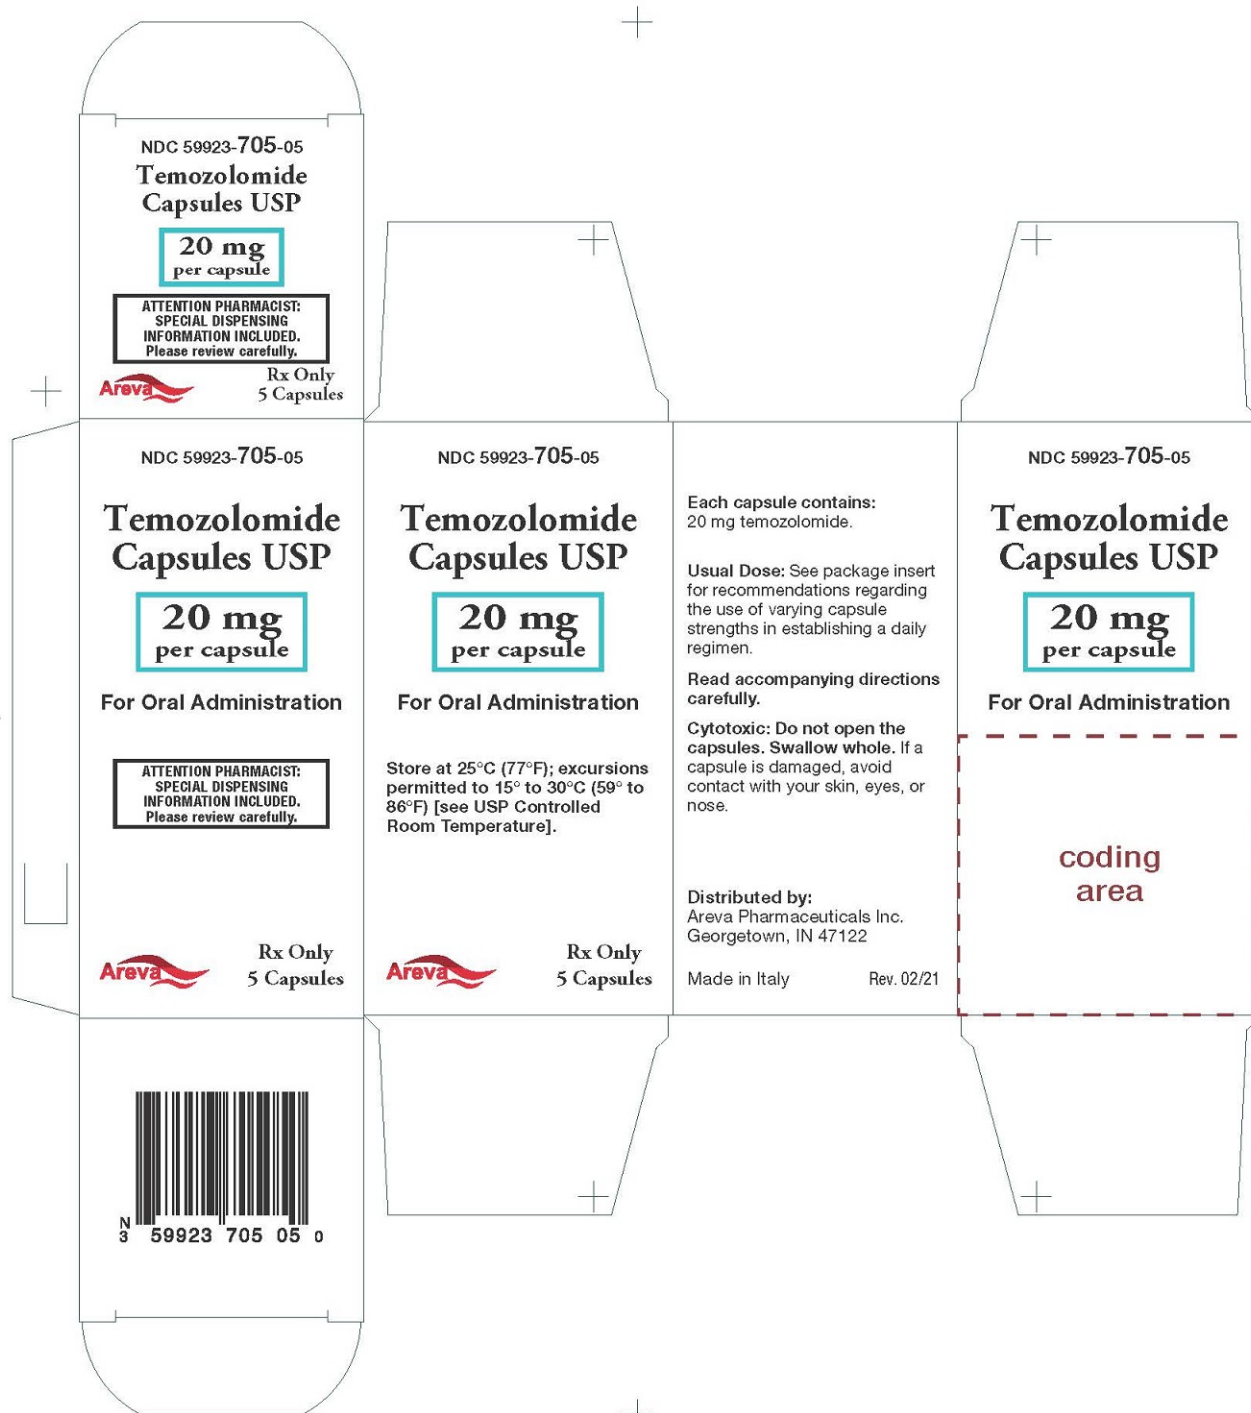 NDC 59923-705-05
Temozolomide
Capsules USP
20 mg
per capsule
ATTENTION PHARMACIST:
SPECIAL DISPENSING
INFORMATION INCLUDED.
Please review carefully.
Areva
Rx Only
5 Capsules
NDC 59923-705-05
Temozolomide
Capsules USP
20 mg
per capsule
For Oral Administration
ATTENTION PHARMACIST:
SPECIAL DISPENSING
INFORMATION INCLUDED.
Please review carefully.
Areva
Rx Only
5 Capsules
NDC 59923-705-05
Temozolomide
Capsules USP
20 mg
per capsule
For Oral Administration
Store at 25°C (77°F); excursions
permitted to 15° to 30°C (59° to
86°F) [see USP Controlled
Room Temperature].
Areva
Rx Only
5 Capsules
Each capsule contains:
20 mg temozolomide.
Usual Dose: See package insert
for recommendations regarding
the use of varying capsule
strengths in establishing a daily
regimen.
Read accompanying directions
carefully.
Cytotoxic: Do not open the
capsules. Swallow whole. If a
capsule is damaged, avoid
contact with your skin, eyes, or
nose.
Distributed by:
Areva Pharmaceuticals Inc.
Georgetown, IN 47122
Made in Italy Rev. 02/21
NDC 59923-705-05
Temozolomide
Capsules USP
20 mg
per capsule
For Oral Administration
coding
area
N
3 59923 705 05 0